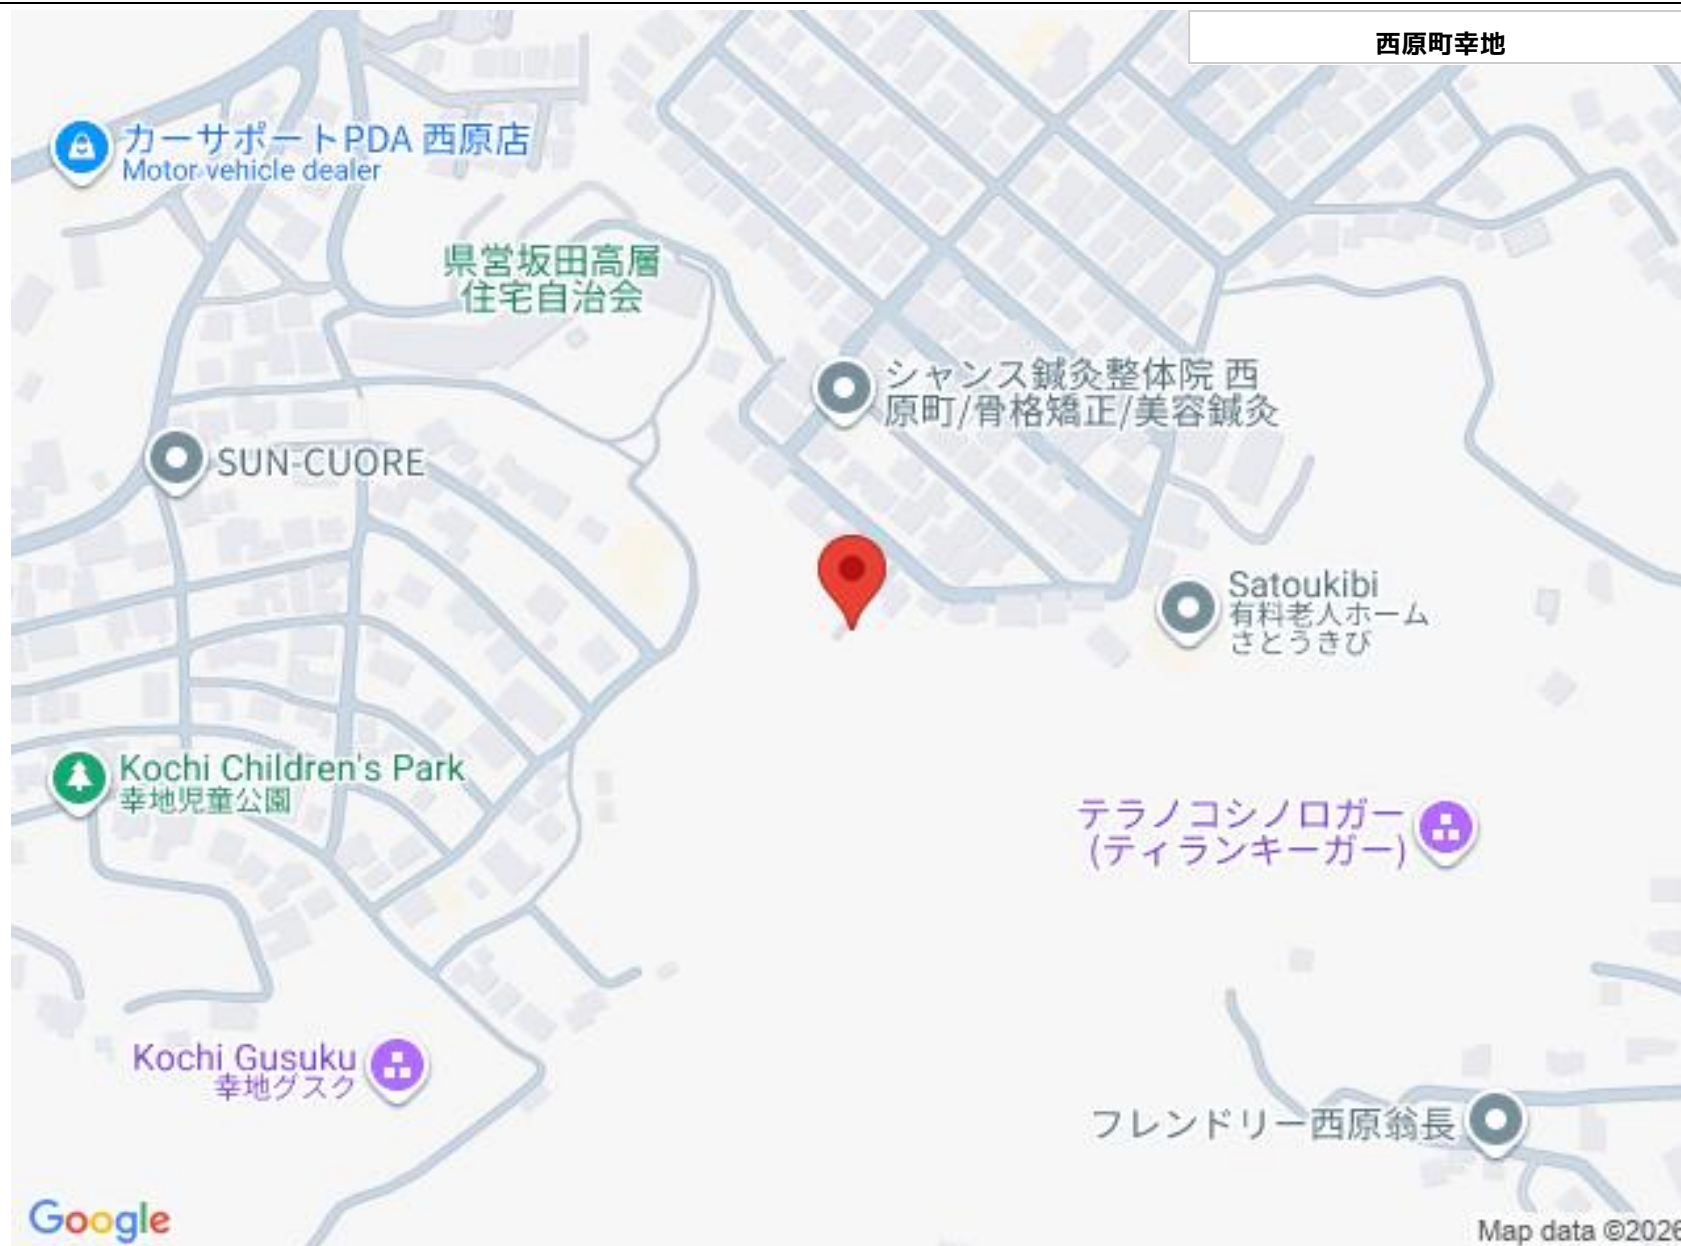 西原町幸地
カーサポートPDA 西原店
Motor vehicle dealer
県営坂田高層
住宅自治会
シャンス鍼灸整体院 西
原町/骨格矯正/美容鍼灸
SUN-CUORE
Satoukibi
有料老人ホーム
さとうきび
Kochi Children's Park
幸地児童公園
テラノコシノロガー
(ティランキーガー)
Kochi Gusuku
幸地グスク
フレンドリー西原翁長
Google
Map data ©2026